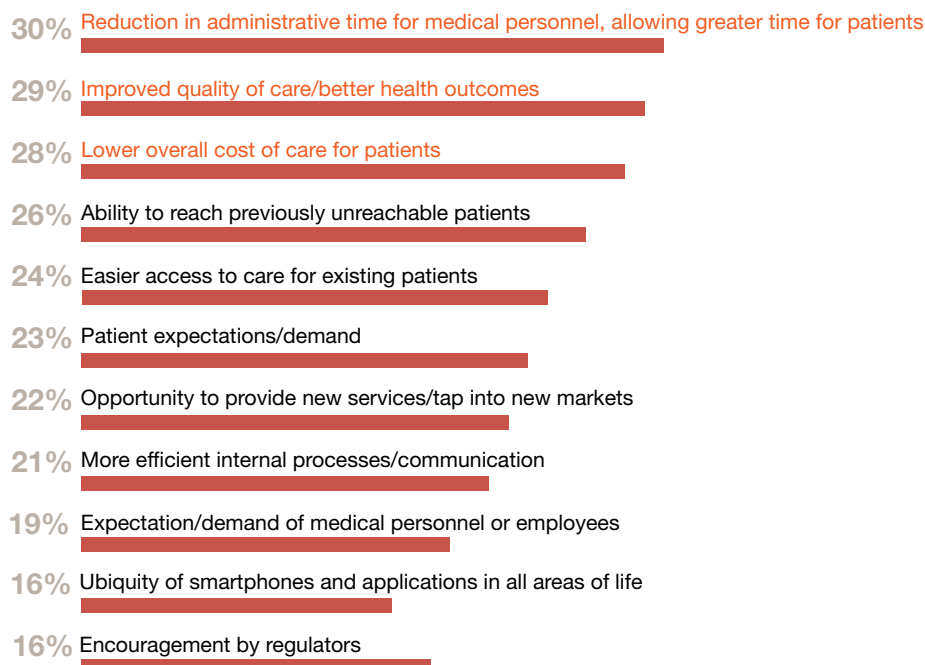 30% Reduction in administrative time for medical personnel, allowing greater time for patients
29% Improved quality of care/better health outcomes
28% Lower overall cost of care for patients
26% Ability to reach previously unreachable patients
24% Easier access to care for existing patients
23% Patient expectations/demand
22% Opportunity to provide new services/tap into new markets
21% More efficient internal processes/communication
19% Expectation/demand of medical personnel or employees
16% Ubiquity of smartphones and applications in all areas of life
16% Encouragement by regulators